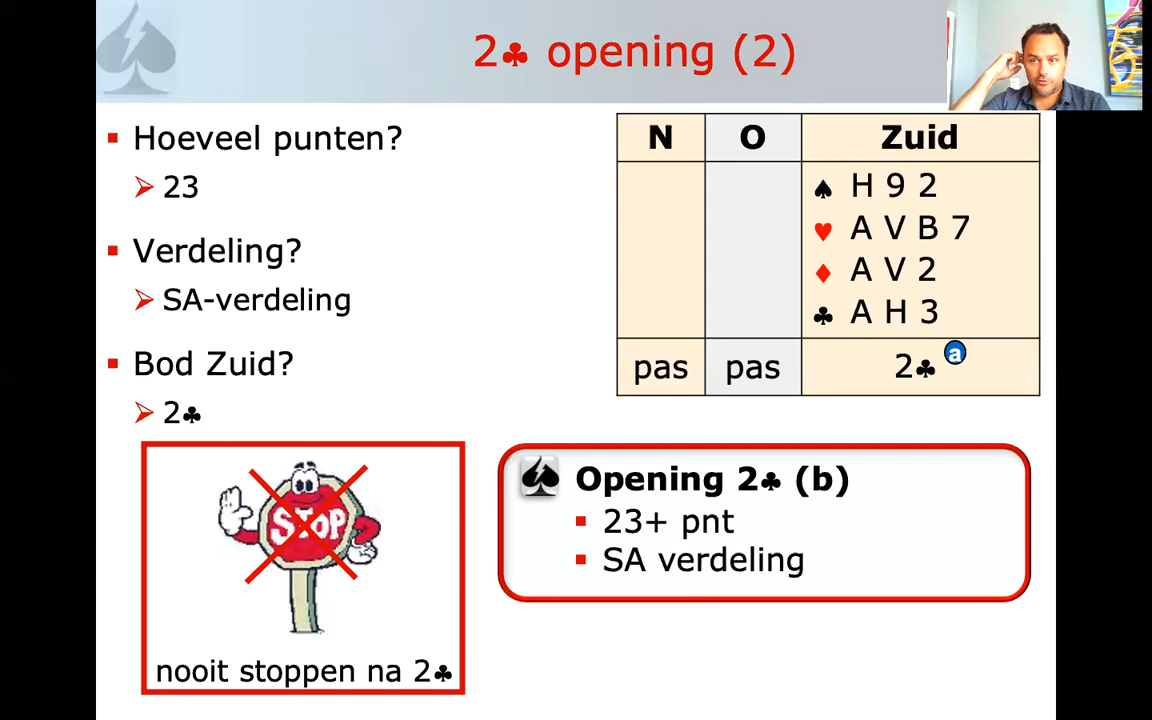 2♣ opening (2)
▪ Hoeveel punten?
➢ 23
▪ Verdeling?
➢ SA-verdeling
▪ Bod Zuid?
➢ 2♣
N O Zuid
♠ H 9 2
♥ A V B 7
♦ A V 2
♣ A H 3
pas pas 2♣ a
STOP
nooit stoppen na 2♣
Opening 2♣ (b)
▪ 23+ pnt
▪ SA verdeling